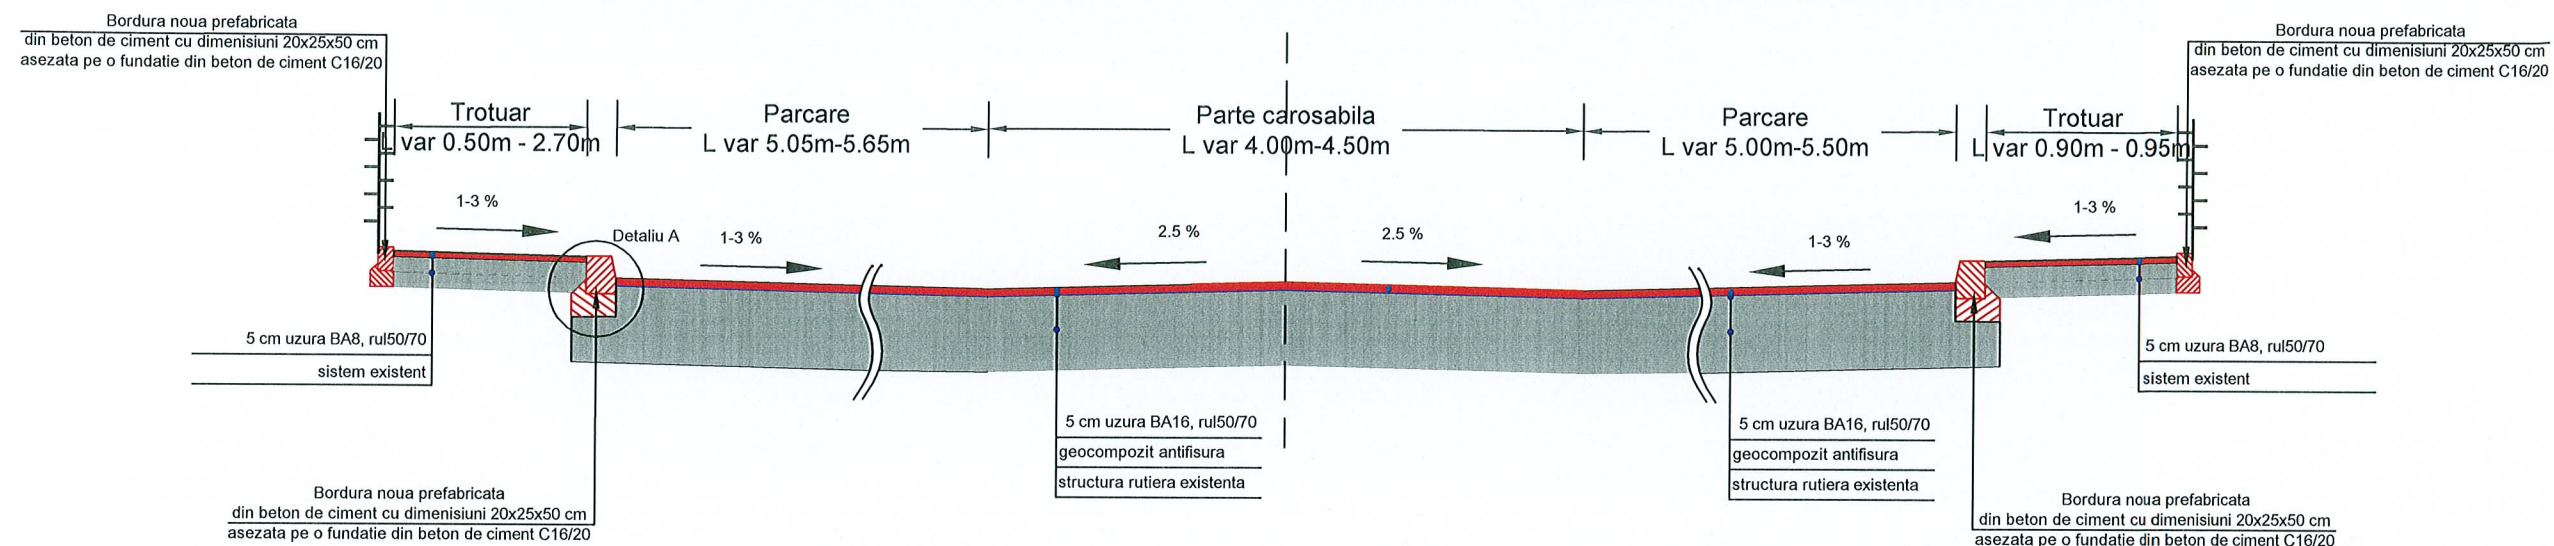 Bordura noua prefabricata
din beton de ciment cu dimenisiuni 20x25x50 cm
asezata pe o fundatie din beton de ciment C16/20
Bordura noua prefabricata
din beton de ciment cu dimenisiuni 20x25x50 cm
asezata pe o fundatie din beton de ciment C16/20
Trotuar
L var 0.50m - 2.70m
Parcare
L var 5.05m-5.65m
Parte carosabila
L var 4.00m-4.50m
Parcare
L var 5.00m-5.50m
Trotuar
L var 0.90m - 0.95m
1-3 %
Detaliu A
1-3 %
2.5 %
2.5 %
1-3 %
1-3 %
5 cm uzura BA8, rul50/70
sistem existent
5 cm uzura BA16, rul50/70
geocompozit antifisura
structura rutiera existenta
5 cm uzura BA16, rul50/70
geocompozit antifisura
structura rutiera existenta
5 cm uzura BA8, rul50/70
sistem existent
Bordura noua prefabricata
din beton de ciment cu dimenisiuni 20x25x50 cm
asezata pe o fundatie din beton de ciment C16/20
Bordura noua prefabricata
din beton de ciment cu dimenisiuni 20x25x50 cm
asezata pe o fundatie din beton de ciment C16/20